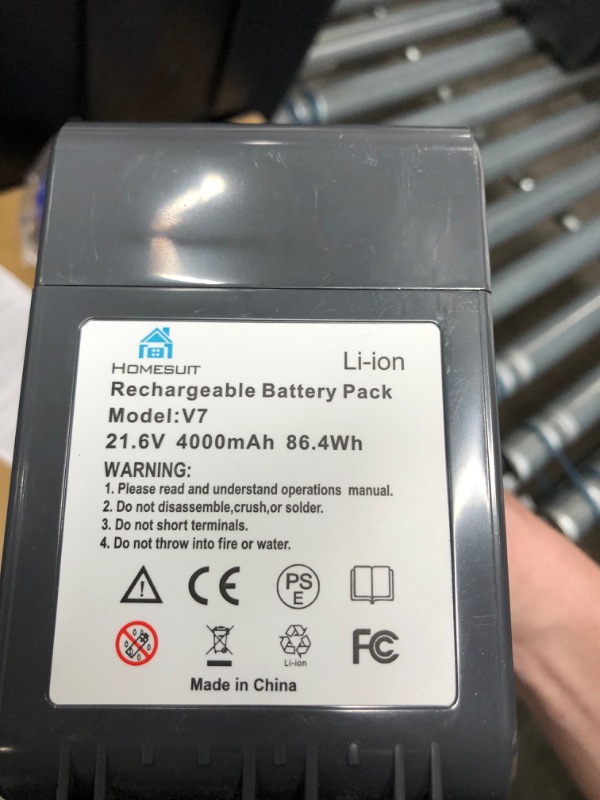 HOMESUIT
Li-ion
Rechargeable Battery Pack
Model:V7
21.6V 4000mAh 86.4Wh
WARNING:
1. Please read and understand operations manual.
2. Do not disassemble,crush,or solder.
3. Do not short terminals.
4. Do not throw into fire or water.
CE
PS
E
Li-ion
FC
Made in China